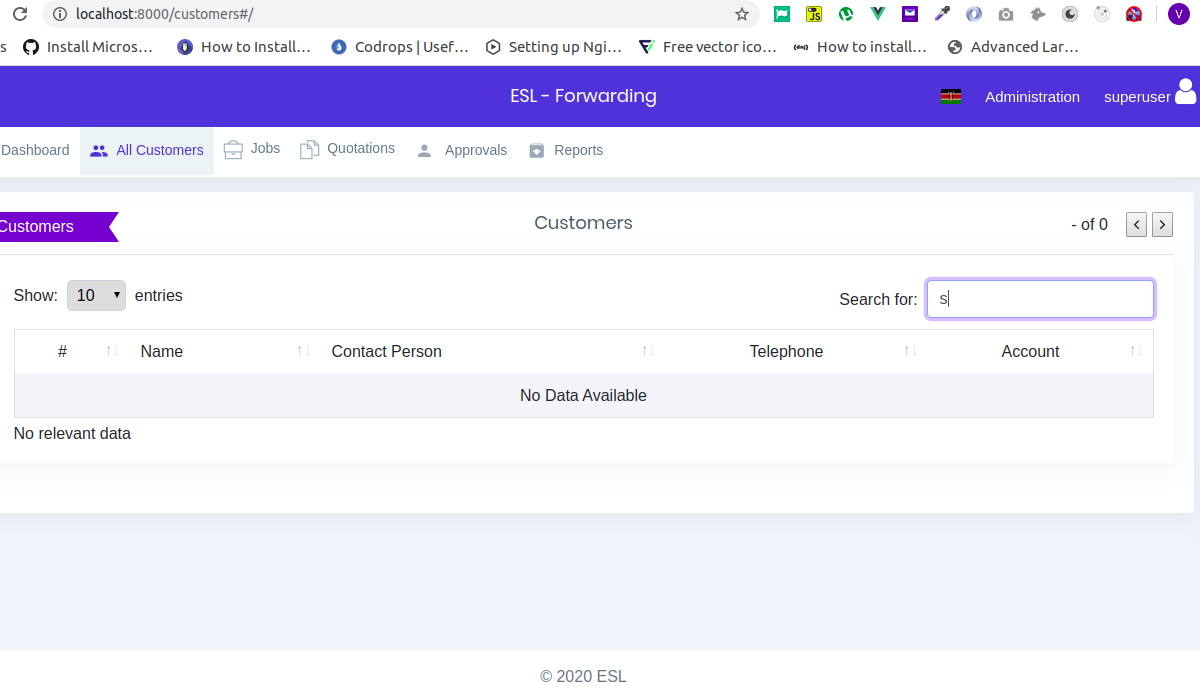 localhost:8000/customers#/
s Install Micros… How to Install… Codrops | Usef… Setting up Ngi… Free vector ico… How to install… Advanced Lar…
ESL - Forwarding Administration superuser
Dashboard All Customers Jobs Quotations Approvals Reports
Customers Customers - of 0 < >
Show: 10 entries Search for: s
# ↑↓ Name ↑↓ Contact Person ↑↓ Telephone ↑↓ Account ↑↓
No Data Available
No relevant data
© 2020 ESL
JS
V